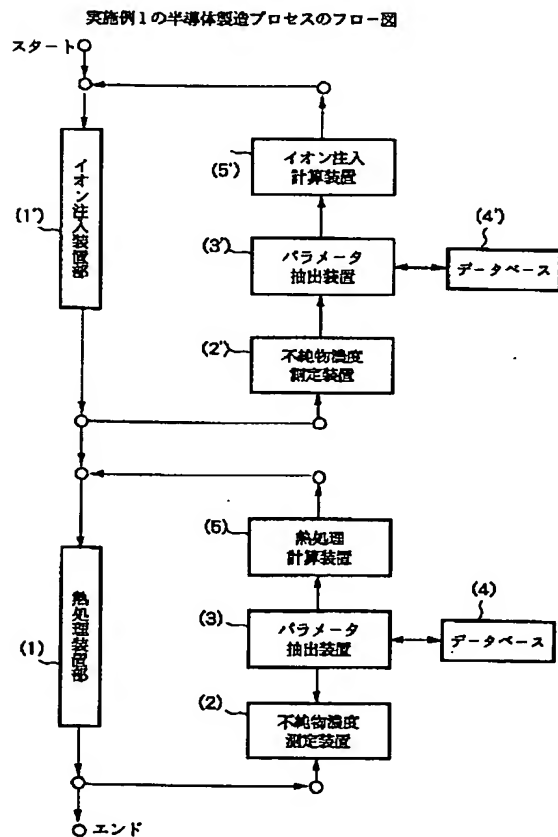 実施例1の半導体製造プロセスのフロー図
スタート
(1')
イオン注入装置部
(5')
イオン注入
計算装置
(3')
パラメータ
抽出装置
(4')
データベース
(2')
不純物濃度
測定装置
(5)
熱処理
計算装置
(1)
熱処理装置部
(3)
パラメータ
抽出装置
(4)
データベース
(2)
不純物濃度
測定装置
エンド